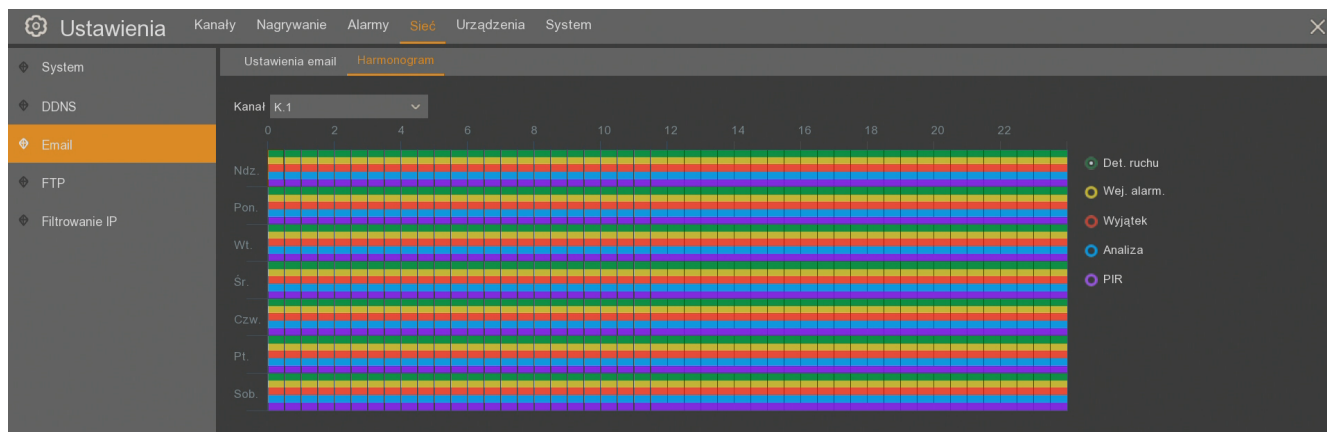 Ustawienia Kanały Nagrywanie Alarmy Sieć Urządzenia System
System
Ustawienia email Harmonogram
DDNS
Kanał K.1
0 2 4 6 8 10 12 14 16 18 20 22
Email
Ndz.
Det. ruchu
FTP
Wej. alarm.
Pon.
Filtrowanie IP
Wyjątek
Wt.
Analiza
Śr.
PIR
Czw.
Pt.
Sob.